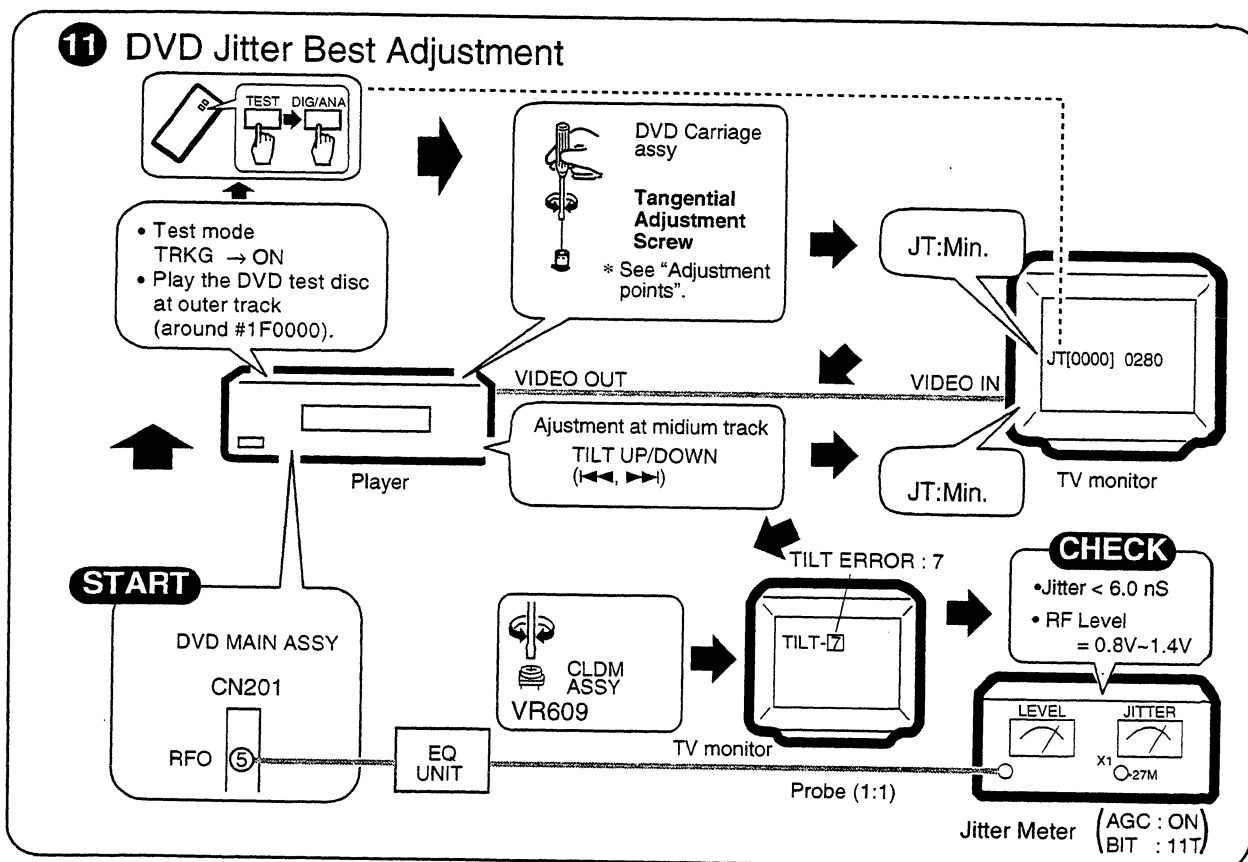 11 DVD Jitter Best Adjustment
TEST DIG/ANA
• Test mode
TRKG → ON
• Play the DVD test disc
at outer track
(around #1F0000).
DVD Carriage
assy
Tangential
Adjustment
Screw
* See “Adjustment
points”.
JT:Min.
JT[0000] 0280
VIDEO OUT
VIDEO IN
Player
Ajustment at midium track
TILT UP/DOWN
(I◄◄, ►►I)
JT:Min.
TV monitor
START
DVD MAIN ASSY
CN201
RFO ⑤
EQ
UNIT
CLDM
ASSY
VR609
TILT ERROR : 7
TILT-7
TV monitor
Probe (1:1)
CHECK
•Jitter < 6.0 nS
• RF Level
= 0.8V~1.4V
LEVEL
JITTER
X1
27M
Jitter Meter
(AGC : ON
BIT : 11T)